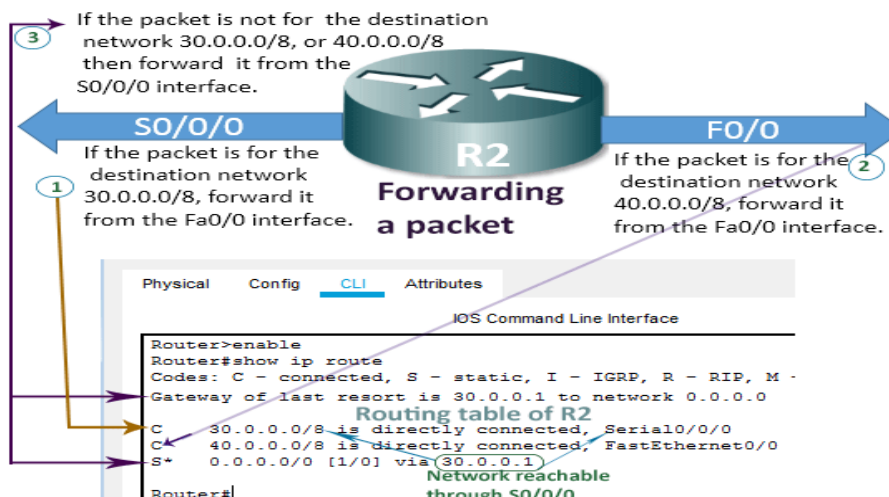 3
If the packet is not for the destination
network 30.0.0.0/8, or 40.0.0.0/8
then forward it from the
S0/0/0 interface.
S0/0/0
R2
F0/0
1
If the packet is for the
destination network
30.0.0.0/8, forward it
from the Fa0/0 interface.
Forwarding
a packet
If the packet is for the
2
destination network
40.0.0.0/8, forward it
from the Fa0/0 interface.
Physical Config CLI Attributes
IOS Command Line Interface
Router>enable
Router#show ip route
Codes: C - connected, S - static, I - IGRP, R - RIP, M -
Gateway of last resort is 30.0.0.1 to network 0.0.0.0
Routing table of R2
C 30.0.0.0/8 is directly connected, Serial0/0/0
C 40.0.0.0/8 is directly connected, FastEthernet0/0
S* 0.0.0.0/0 [1/0] via 30.0.0.1
Network reachable
through S0/0/0
Router#